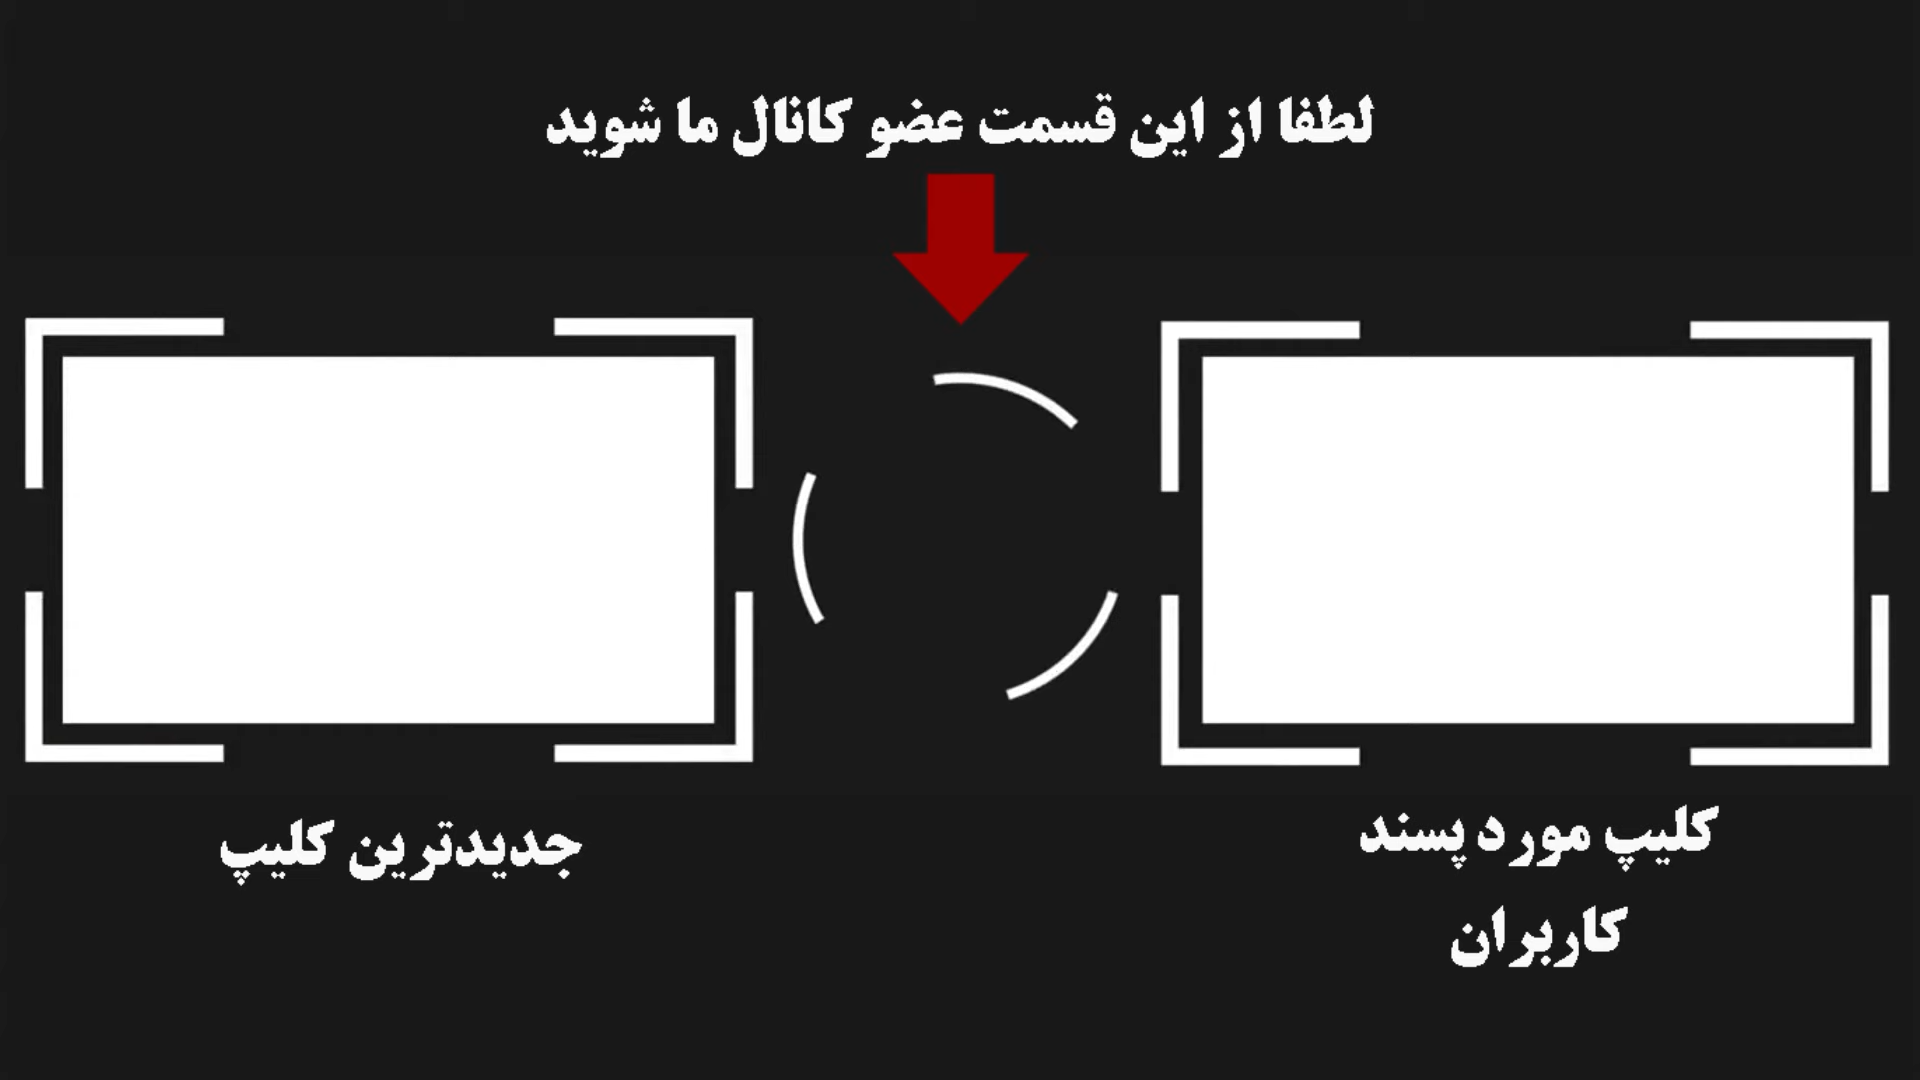 لطفا از این قسمت عضو کانال ما شوید
کلیپ مورد پسند
کاربران
جدیدترین کلیپ